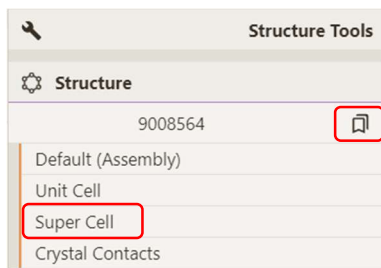 Structure Tools
Structure
9008564
Default (Assembly)
Unit Cell
Super Cell
Crystal Contacts